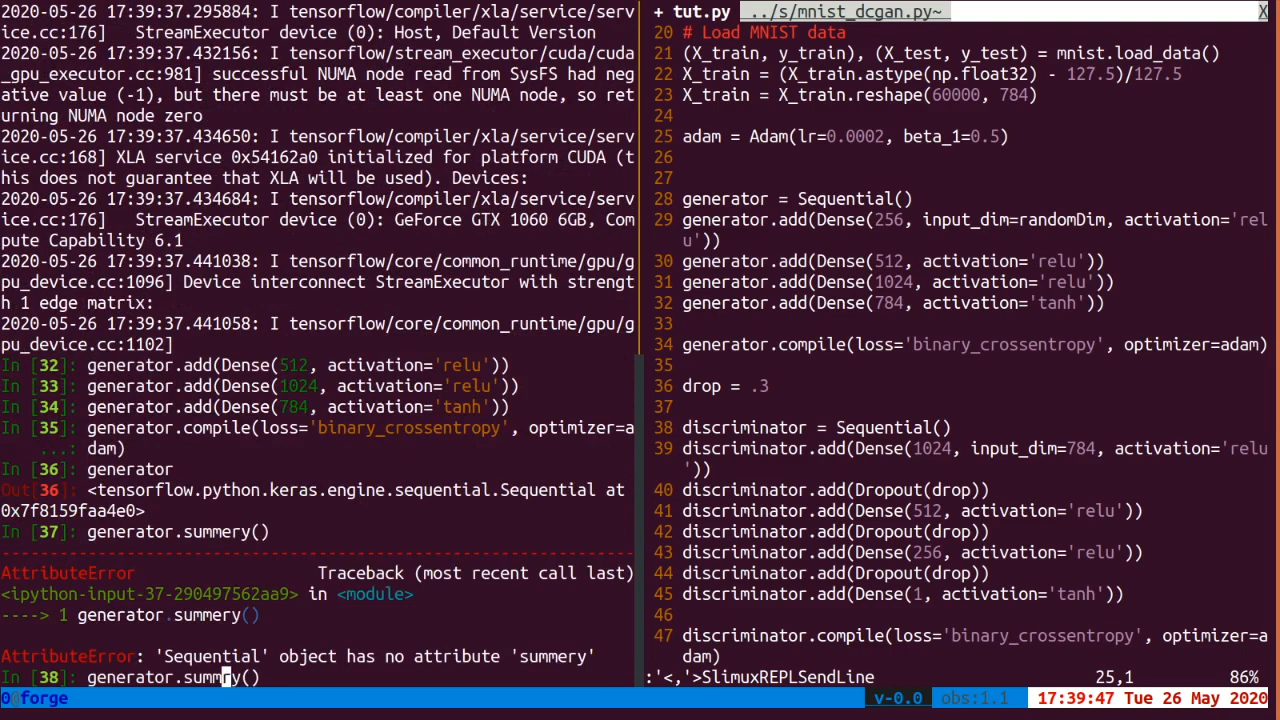 2020-05-26 17:39:37.295884: I tensorflow/compiler/xla/service/serv
ice.cc:176]   StreamExecutor device (0): Host, Default Version
2020-05-26 17:39:37.432156: I tensorflow/stream_executor/cuda/cuda
_gpu_executor.cc:981] successful NUMA node read from SysFS had neg
ative value (-1), but there must be at least one NUMA node, so ret
urning NUMA node zero
2020-05-26 17:39:37.434650: I tensorflow/compiler/xla/service/serv
ice.cc:168] XLA service 0x54162a0 initialized for platform CUDA (t
his does not guarantee that XLA will be used). Devices:
2020-05-26 17:39:37.434684: I tensorflow/compiler/xla/service/serv
ice.cc:176]   StreamExecutor device (0): GeForce GTX 1060 6GB, Com
pute Capability 6.1
2020-05-26 17:39:37.441038: I tensorflow/core/common_runtime/gpu/g
pu_device.cc:1096] Device interconnect StreamExecutor with strengt
h 1 edge matrix:
2020-05-26 17:39:37.441058: I tensorflow/core/common_runtime/gpu/g
pu_device.cc:1102]
In [32]: generator.add(Dense(512, activation='relu'))
In [33]: generator.add(Dense(1024, activation='relu'))
In [34]: generator.add(Dense(784, activation='tanh'))
In [35]: generator.compile(loss='binary_crossentropy', optimizer=a
    ...: dam)
In [36]: generator
Out[36]: <tensorflow.python.keras.engine.sequential.Sequential at
0x7f8159faa4e0>
In [37]: generator.summery()
------------------------------------------------------------------
AttributeError                   Traceback (most recent call last)
<ipython-input-37-290497562aa9> in <module>
----> 1 generator.summery()

AttributeError: 'Sequential' object has no attribute 'summery'
In [38]: generator.summry()
+ tut.py  ../s/mnist_dcgan.py~ X
20 # Load MNIST data
21 (X_train, y_train), (X_test, y_test) = mnist.load_data()
22 X_train = (X_train.astype(np.float32) - 127.5)/127.5
23 X_train = X_train.reshape(60000, 784)
24
25 adam = Adam(lr=0.0002, beta_1=0.5)
26
27
28 generator = Sequential()
29 generator.add(Dense(256, input_dim=randomDim, activation='rel
u'))
30 generator.add(Dense(512, activation='relu'))
31 generator.add(Dense(1024, activation='relu'))
32 generator.add(Dense(784, activation='tanh'))
33
34 generator.compile(loss='binary_crossentropy', optimizer=adam)
35
36 drop = .3
37
38 discriminator = Sequential()
39 discriminator.add(Dense(1024, input_dim=784, activation='relu
'))
40 discriminator.add(Dropout(drop))
41 discriminator.add(Dense(512, activation='relu'))
42 discriminator.add(Dropout(drop))
43 discriminator.add(Dense(256, activation='relu'))
44 discriminator.add(Dropout(drop))
45 discriminator.add(Dense(1, activation='tanh'))
46
47 discriminator.compile(loss='binary_crossentropy', optimizer=a
dam)
:'<,'>SlimuxREPLSendLine 25,1 86%
0@forge v-0.0 obs:1.1 17:39:47 Tue 26 May 2020